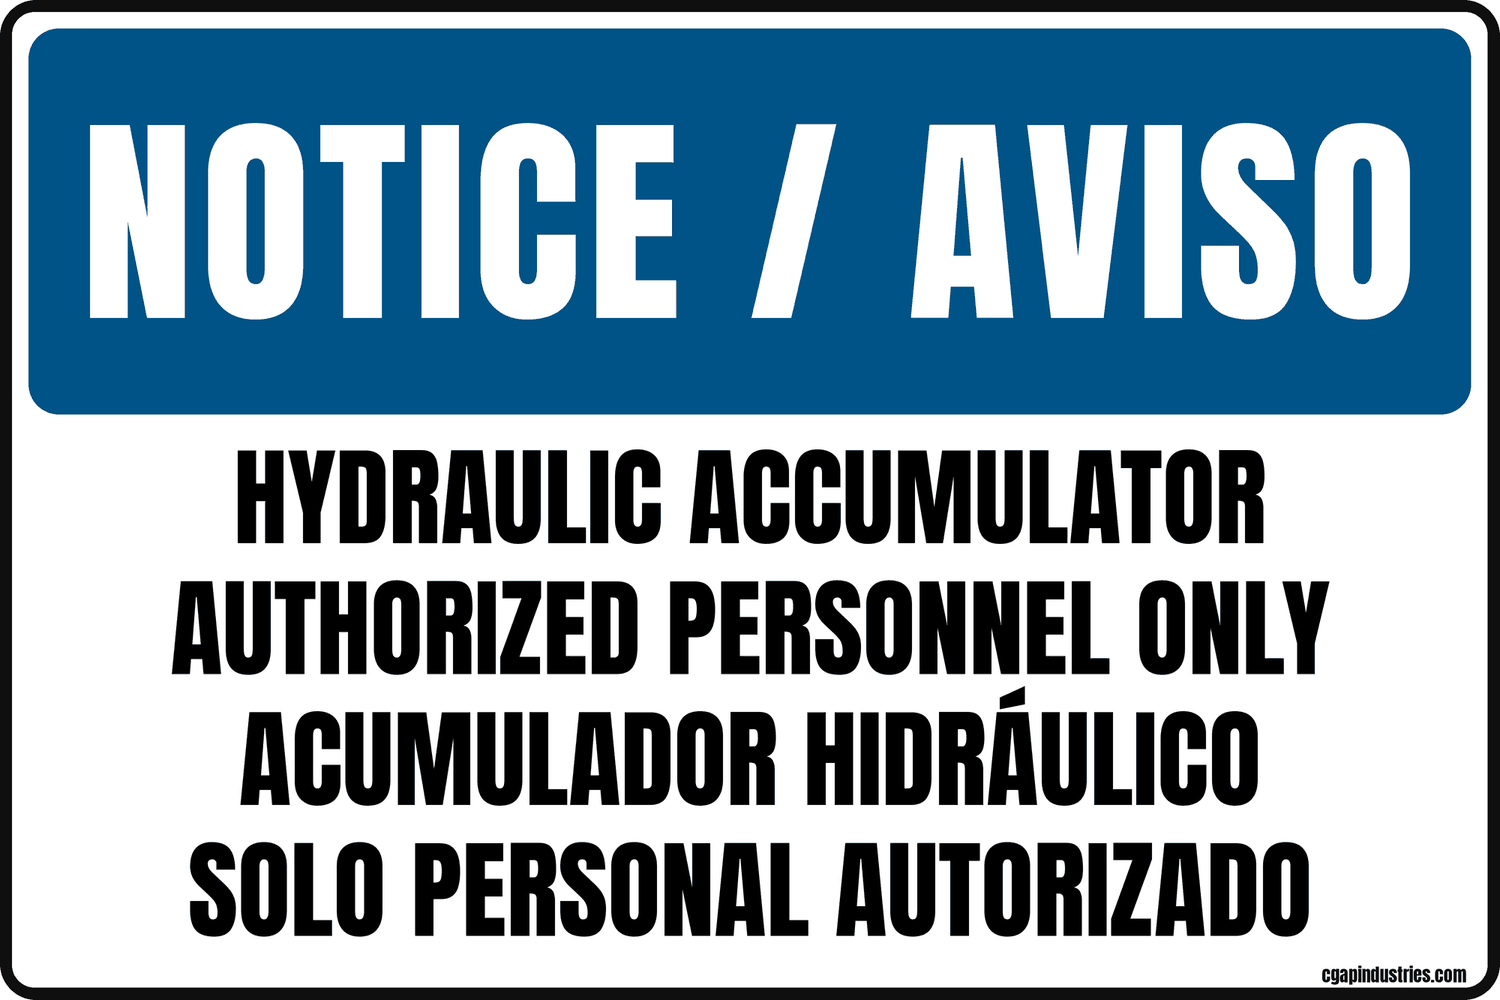 NOTICE / AVISO
HYDRAULIC ACCUMULATOR
AUTHORIZED PERSONNEL ONLY
ACUMULADOR HIDRÁULICO
SOLO PERSONAL AUTORIZADO
cgapindustries.com